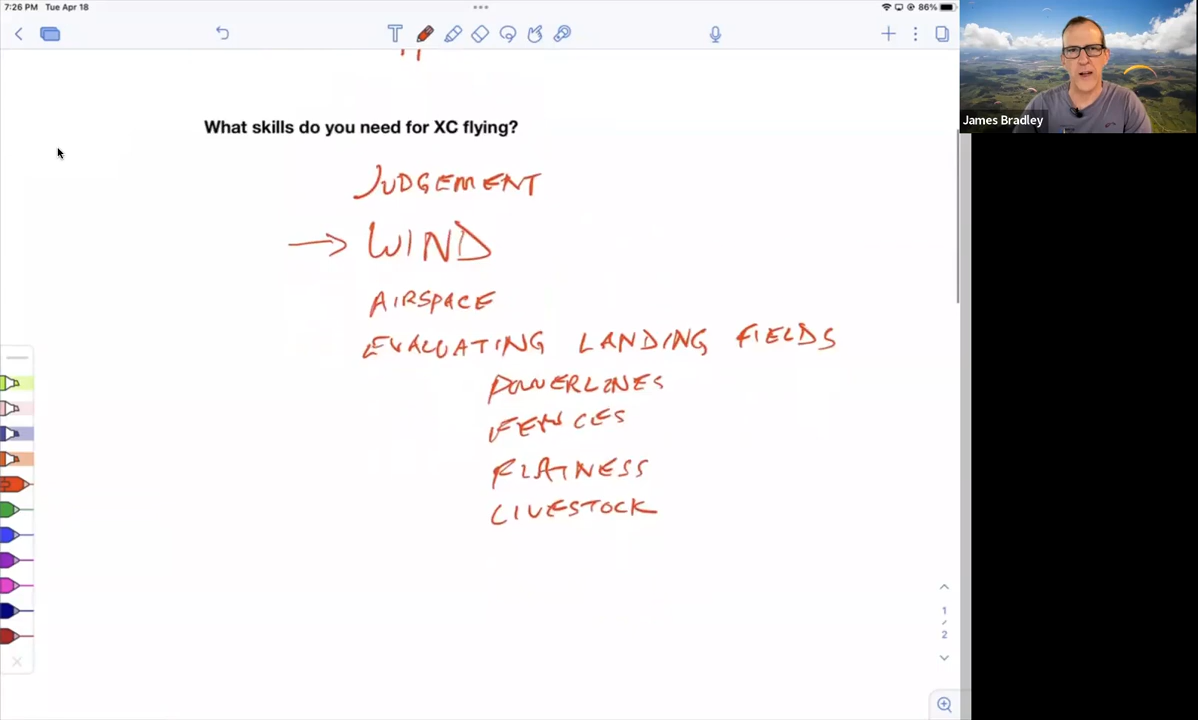 7:26 PM Tue Apr 18
86%
What skills do you need for XC flying?
JUDGEMENT
→ WIND
AIRSPACE
EVALUATING LANDING FIELDS
POWERLINES
FENCES
FLATNESS
LIVESTOCK
James Bradley
1
/
2